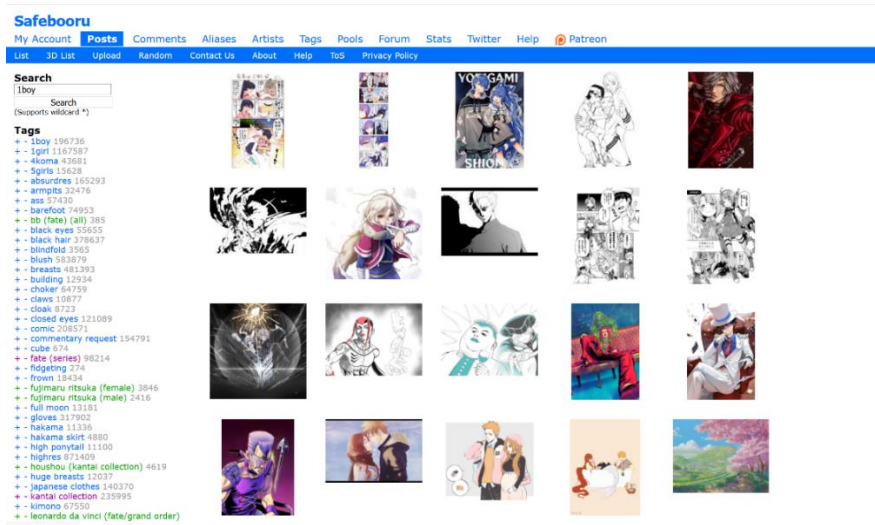 Safebooru
My Account Posts Comments Aliases Artists Tags Pools Forum Stats Twitter Help Patreon
List 3D List Upload Random Contact Us About Help ToS Privacy Policy
Search
1boy
Search
(Supports wildcard *)
Tags
+ - 1boy 196736
+ - 1girl 1167587
+ - 4koma 43681
+ - 5girls 15628
+ - absurdres 165293
+ - armpits 32476
+ - ass 57430
+ - barefoot 74953
+ - bb (fate) (all) 385
+ - black eyes 55655
+ - black hair 378637
+ - blindfold 3565
+ - blush 583879
+ - breasts 481393
+ - building 12934
+ - choker 64759
+ - claws 10877
+ - cloak 8723
+ - closed eyes 121089
+ - comic 208571
+ - commentary request 154791
+ - cube 674
+ - fate (series) 98214
+ - fidgeting 274
+ - frown 18434
+ - fujimaru ritsuka (female) 3846
+ - fujimaru ritsuka (male) 2416
+ - full moon 13181
+ - gloves 317902
+ - hakama 11336
+ - hakama skirt 4880
+ - high ponytail 11100
+ - highres 871409
+ - houshou (kantai collection) 4619
+ - huge breasts 12037
+ - japanese clothes 140370
+ - kantai collection 235995
+ - kimono 67550
+ - leonardo da vinci (fate/grand order)
YORIGAMI
SHION